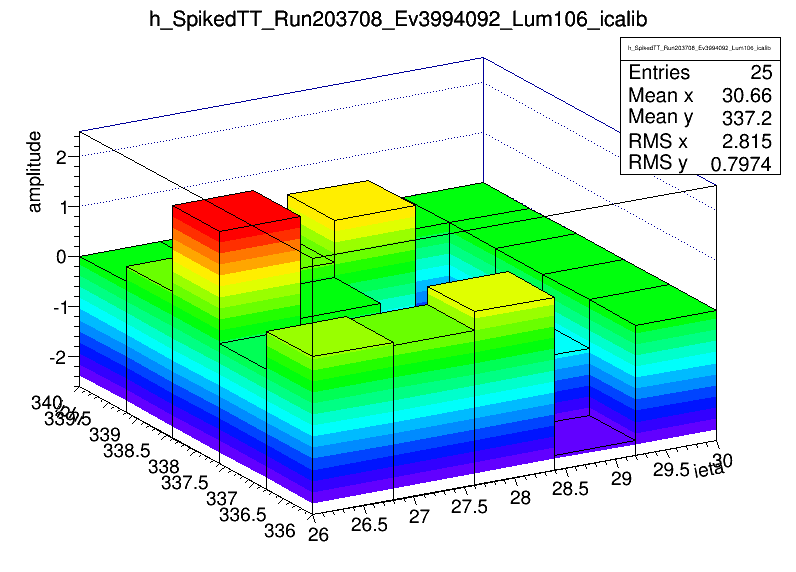 h_SpikedTT_Run203708_Ev3994092_Lum106_icalib
h_SpikedTT_Run203708_Ev3994092_Lum106_icalib
Entries 25
Mean x 30.66
Mean y 337.2
RMS x 2.815
RMS y 0.7974
amplitude
2
1
0
-1
-2
340
339.5
339
338.5
338
337.5
337
336.5
336
iphi
26
26.5
27
27.5
28
28.5
29
29.5
30
ieta